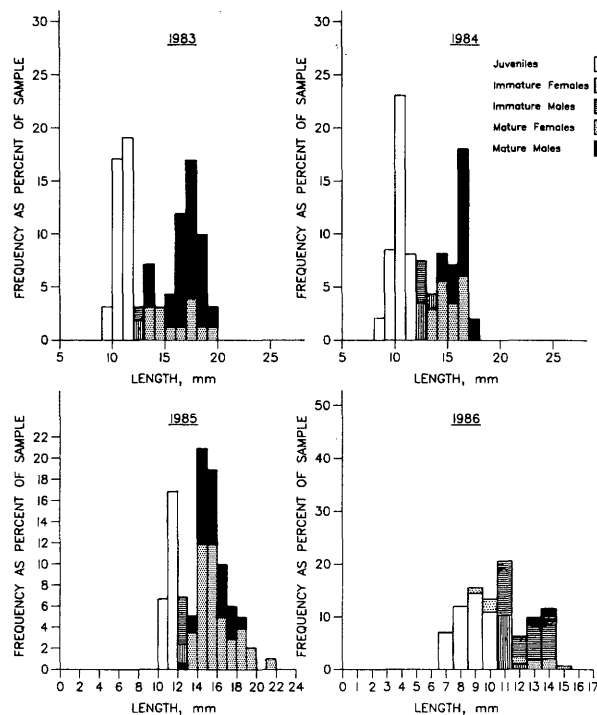 1983
FREQUENCY AS PERCENT OF SAMPLE
30
25
20
15
10
5
0
5 10 15 20 25
LENGTH, mm
1984
FREQUENCY AS PERCENT OF SAMPLE
30
25
20
15
10
5
0
5 10 15 20 25
LENGTH, mm
Juveniles
Immature Females
Immature Males
Mature Females
Mature Males
1985
FREQUENCY AS PERCENT OF SAMPLE
22
20
18
16
14
12
10
8
6
4
2
0
0 2 4 6 8 10 12 14 16 18 20 22 24
LENGTH, mm
1986
FREQUENCY AS PERCENT OF SAMPLE
50
40
30
20
10
0
0 1 2 3 4 5 6 7 8 9 10 11 12 13 14 15 16 17
LENGTH, mm